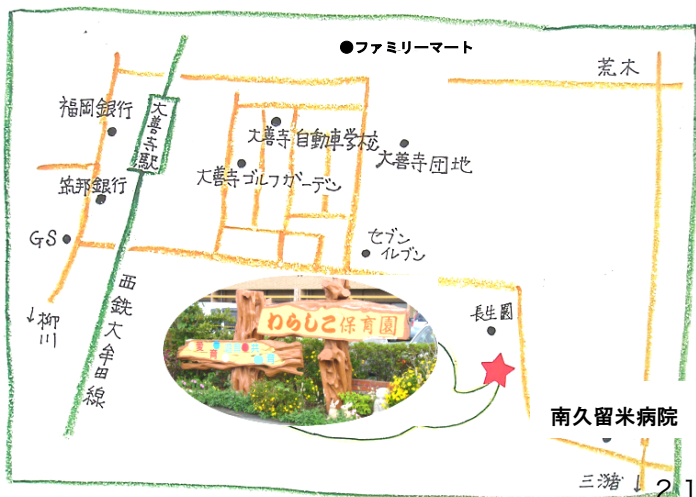 ●ファミリーマート
荒木
福岡銀行
大善寺駅
大善寺自動車学校
大善寺団地
筑邦銀行
大善寺ゴルフガーデン
GS
セブン
イレブン
西鉄大牟田線
↓柳川
長生園
わらしこ保育園
南久留米病院
三潴↓
21